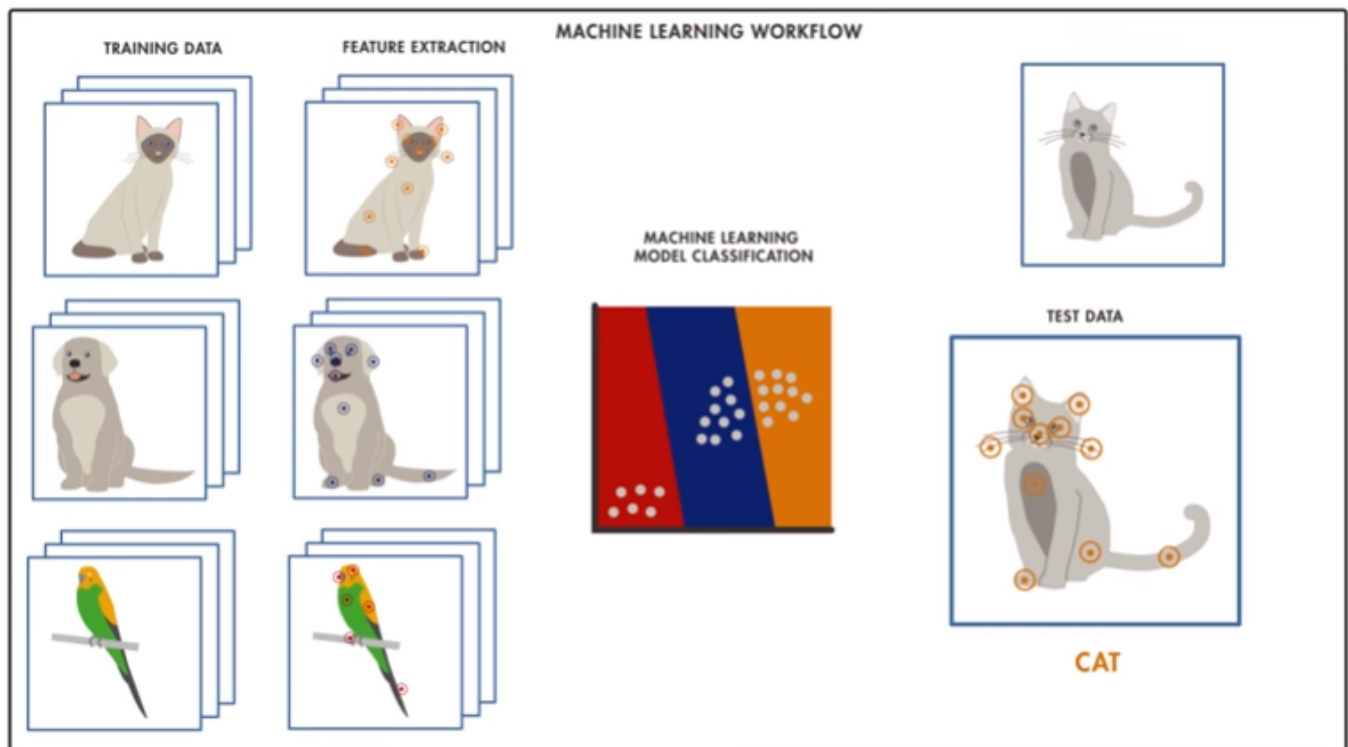 MACHINE LEARNING WORKFLOW
TRAINING DATA
FEATURE EXTRACTION
MACHINE LEARNING
MODEL CLASSIFICATION
TEST DATA
CAT